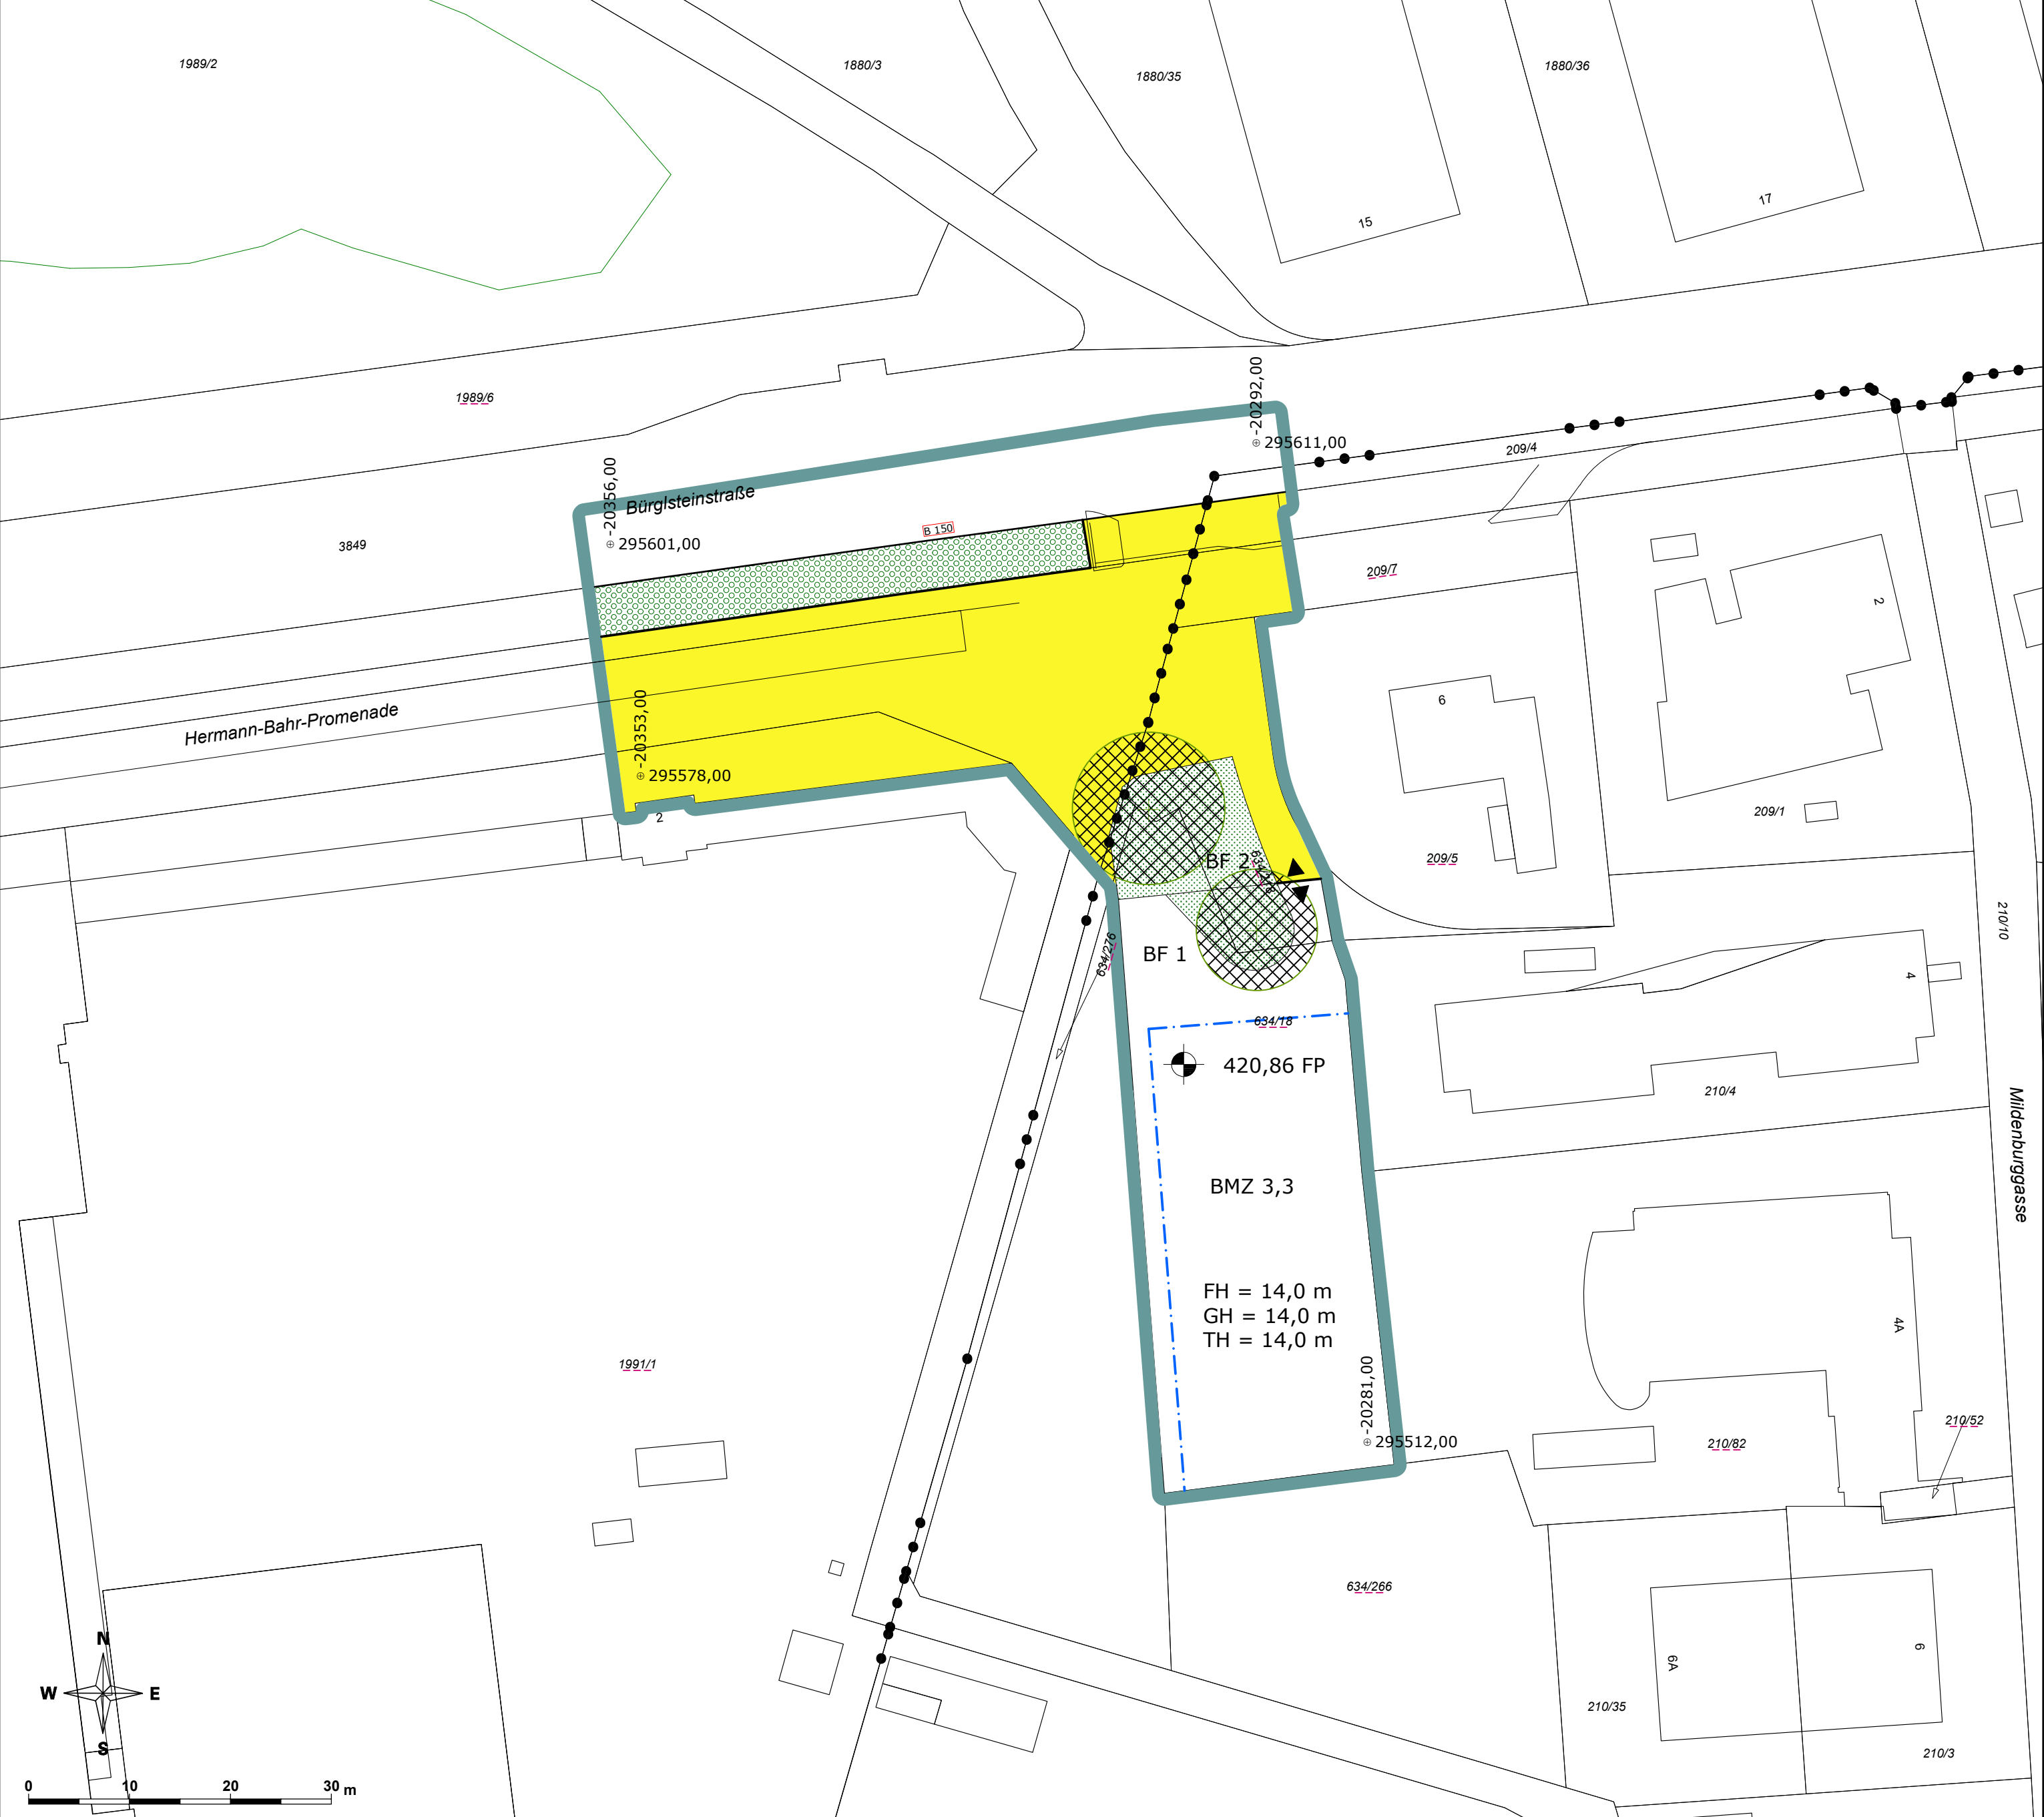 1989/2
1880/3
1880/35
1880/36
15
17
1989/6
-20292,00
295611,00
209/4
-20356,00
Bürglsteinstraße
B 150
295601,00
3849
209/7
2
6
-20353,00
Hermann-Bahr-Promenade
295578,00
2
209/1
BF 2
634/18
209/5
210/10
634/276
BF 1
4
634/18
420,86 FP
210/4
Mildenburggasse
BMZ 3,3
FH = 14,0 m
GH = 14,0 m
TH = 14,0 m
4A
1991/1
-20281,00
295512,00
210/52
210/82
634/266
N
W
E
S
6A
6
210/35
210/3
0 10 20 30 m